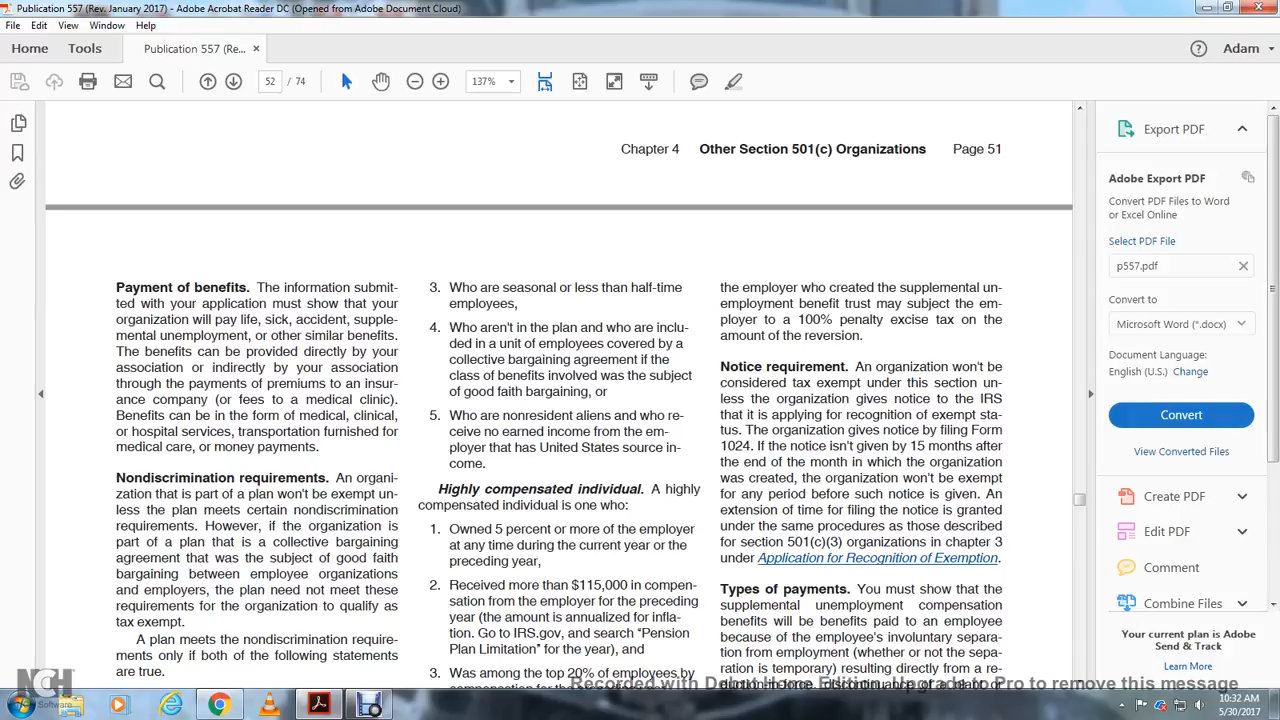 Publication 557 (Rev. January 2017) - Adobe Acrobat Reader DC (Opened from Adobe Document Cloud)
File Edit View Window Help
Home Tools Publication 557 (Re... × Adam
52 / 74 137%
Chapter 4 Other Section 501(c) Organizations Page 51
Payment of benefits. The information submit-
ted with your application must show that your
organization will pay life, sick, accident, supple-
mental unemployment, or other similar benefits.
The benefits can be provided directly by your
association or indirectly by your association
through the payments of premiums to an insur-
ance company (or fees to a medical clinic).
Benefits can be in the form of medical, clinical,
or hospital services, transportation furnished for
medical care, or money payments.
Nondiscrimination requirements. An organi-
zation that is part of a plan won't be exempt un-
less the plan meets certain nondiscrimination
requirements. However, if the organization is
part of a plan that is a collective bargaining
agreement that was the subject of good faith
bargaining between employee organizations
and employers, the plan need not meet these
requirements for the organization to qualify as
tax exempt.
A plan meets the nondiscrimination require-
ments only if both of the following statements
are true.
3. Who are seasonal or less than half-time
employees,
4. Who aren't in the plan and who are inclu-
ded in a unit of employees covered by a
collective bargaining agreement if the
class of benefits involved was the subject
of good faith bargaining, or
5. Who are nonresident aliens and who re-
ceive no earned income from the em-
ployer that has United States source in-
come.
Highly compensated individual. A highly
compensated individual is one who:
1. Owned 5 percent or more of the employer
at any time during the current year or the
preceding year,
2. Received more than $115,000 in compen-
sation from the employer for the preceding
year (the amount is annualized for infla-
tion. Go to IRS.gov, and search "Pension
Plan Limitation" for the year), and
3. Was among the top 20% of employees by
the employer who created the supplemental un-
employment benefit trust may subject the em-
ployer to a 100% penalty excise tax on the
amount of the reversion.
Notice requirement. An organization won't be
considered tax exempt under this section un-
less the organization gives notice to the IRS
that it is applying for recognition of exempt sta-
tus. The organization gives notice by filing Form
1024. If the notice isn't given by 15 months after
the end of the month in which the organization
was created, the organization won't be exempt
for any period before such notice is given. An
extension of time for filing the notice is granted
under the same procedures as those described
for section 501(c)(3) organizations in chapter 3
under Application for Recognition of Exemption.
Types of payments. You must show that the
supplemental unemployment compensation
benefits will be benefits paid to an employee
because of the employee's involuntary separa-
tion from employment (whether or not the sepa-
ration is temporary) resulting directly from a re-
Export PDF
Adobe Export PDF
Convert PDF Files to Word
or Excel Online
Select PDF File
p557.pdf
Convert to
Microsoft Word (*.docx)
Document Language:
English (U.S.) Change
Convert
View Converted Files
Create PDF
Edit PDF
Comment
Combine Files
Your current plan is Adobe
Send & Track
Learn More
NCH Software
Recorded with Debut Home Edition. Upgrade to Pro to remove this message
10:32 AM
5/30/2017